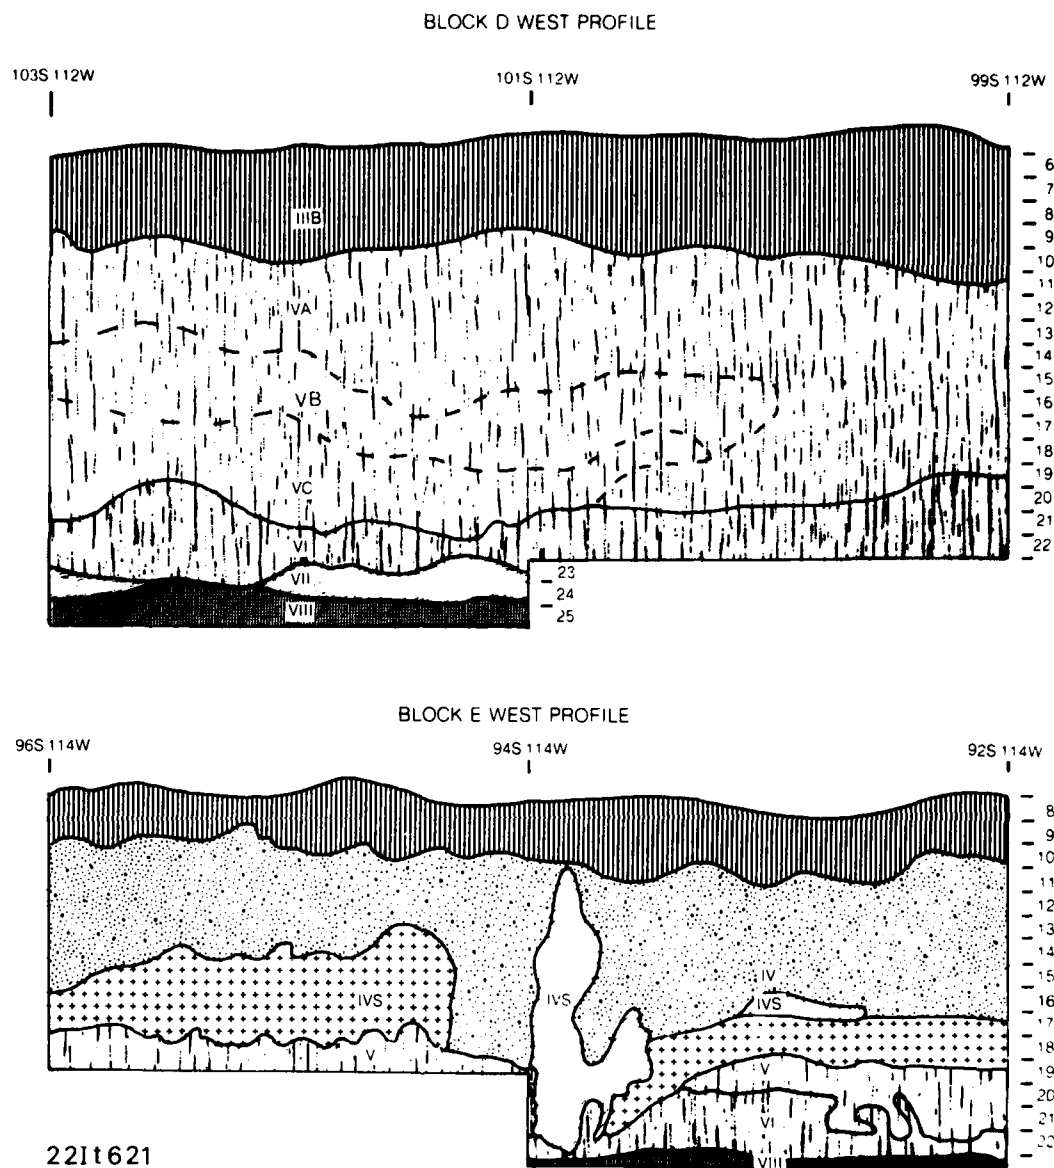 BLOCK D WEST PROFILE
103S 112W
101S 112W
99S 112W
6
7
8
IIIB
9
10
11
12
VA
13
14
15
VB
16
17
18
VC
19
20
21
VI
22
VII
23
24
VIII
25
BLOCK E WEST PROFILE
96S 114W
94S 114W
92S 114W
8
9
10
11
12
13
14
IV
15
IVS
IVS
IVS
16
17
18
V
V
19
20
VI
21
22
VIII
22It621